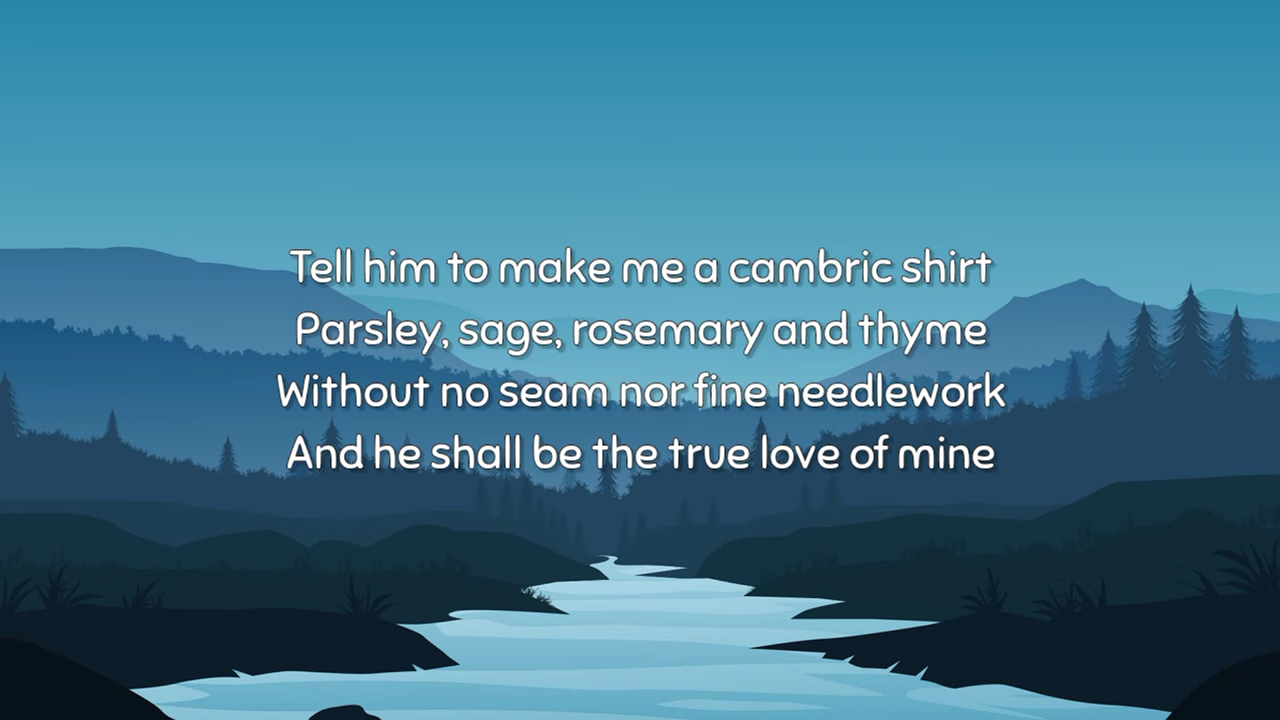 Tell him to make me a cambric shirt
Parsley, sage, rosemary and thyme
Without no seam nor fine needlework
And he shall be the true love of mine